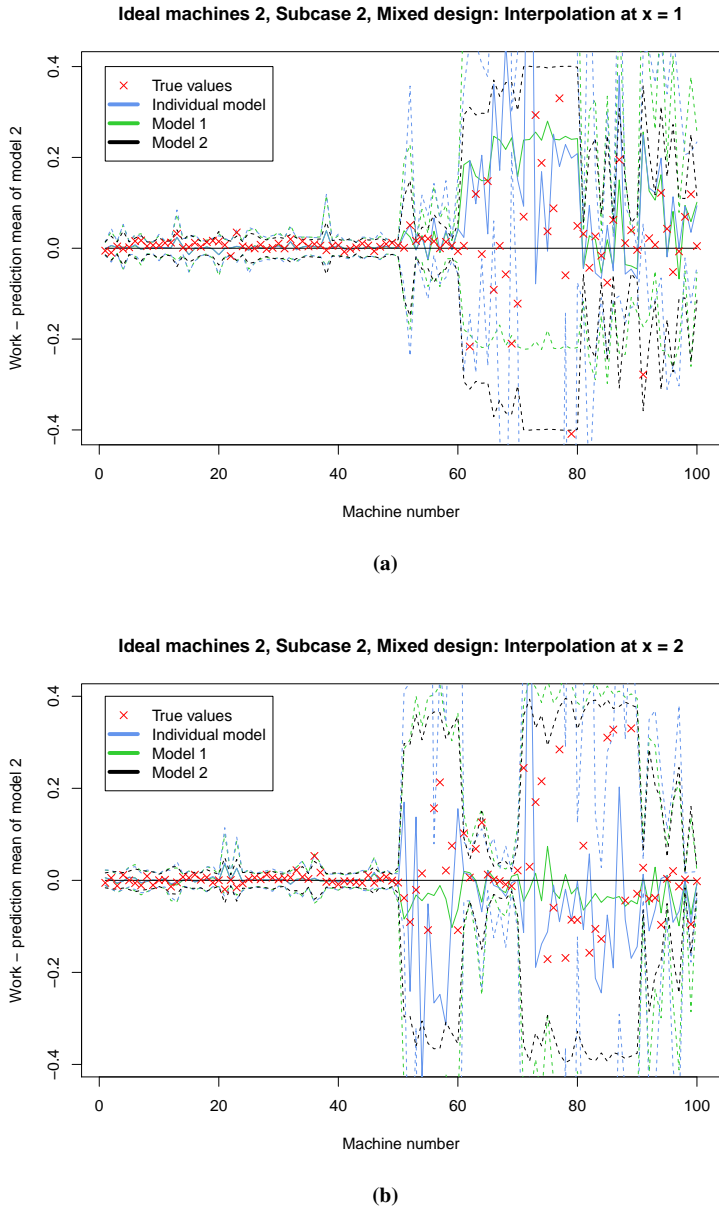 Ideal machines 2, Subcase 2, Mixed design: Interpolation at x = 1
Work − prediction mean of model 2
0.4
0.2
0.0
−0.2
−0.4
× True values
Individual model
Model 1
Model 2
0 20 40 60 80 100
Machine number
(a)
Ideal machines 2, Subcase 2, Mixed design: Interpolation at x = 2
Work − prediction mean of model 2
0.4
0.2
0.0
−0.2
−0.4
× True values
Individual model
Model 1
Model 2
0 20 40 60 80 100
Machine number
(b)